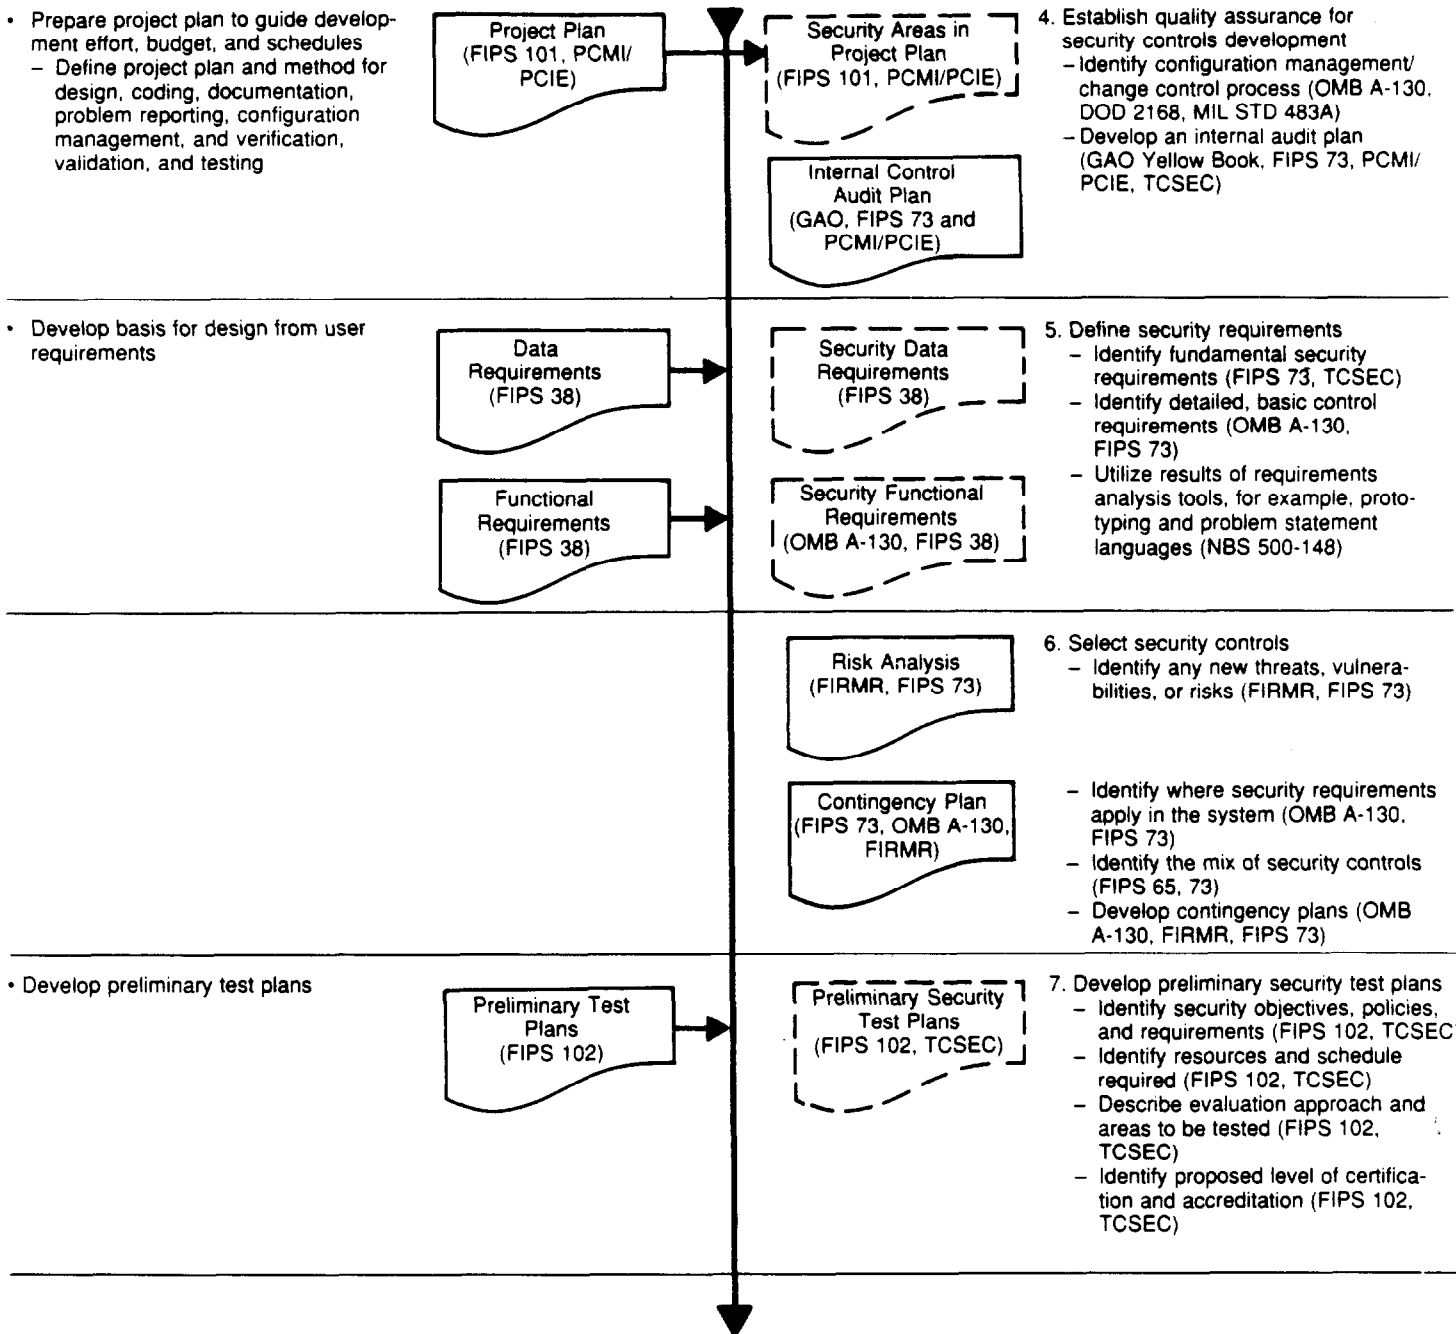 • Prepare project plan to guide develop-
ment effort, budget, and schedules
– Define project plan and method for
design, coding, documentation,
problem reporting, configuration
management, and verification,
validation, and testing
Project Plan
(FIPS 101, PCMI/
PCIE)
Security Areas in
Project Plan
(FIPS 101, PCMI/PCIE)
Internal Control
Audit Plan
(GAO, FIPS 73 and
PCMI/PCIE)
4. Establish quality assurance for
security controls development
– Identify configuration management/
change control process (OMB A-130,
DOD 2168, MIL STD 483A)
– Develop an internal audit plan
(GAO Yellow Book, FIPS 73, PCMI/
PCIE, TCSEC)
• Develop basis for design from user
requirements
Data
Requirements
(FIPS 38)
Functional
Requirements
(FIPS 38)
Security Data
Requirements
(FIPS 38)
Security Functional
Requirements
(OMB A-130, FIPS 38)
5. Define security requirements
– Identify fundamental security
requirements (FIPS 73, TCSEC)
– Identify detailed, basic control
requirements (OMB A-130,
FIPS 73)
– Utilize results of requirements
analysis tools, for example, proto-
typing and problem statement
languages (NBS 500-148)
Risk Analysis
(FIRMR, FIPS 73)
Contingency Plan
(FIPS 73, OMB A-130,
FIRMR)
6. Select security controls
– Identify any new threats, vulnera-
bilities, or risks (FIRMR, FIPS 73)
– Identify where security requirements
apply in the system (OMB A-130,
FIPS 73)
– Identify the mix of security controls
(FIPS 65, 73)
– Develop contingency plans (OMB
A-130, FIRMR, FIPS 73)
• Develop preliminary test plans
Preliminary Test
Plans
(FIPS 102)
Preliminary Security
Test Plans
(FIPS 102, TCSEC)
7. Develop preliminary security test plans
– Identify security objectives, policies,
and requirements (FIPS 102, TCSEC
– Identify resources and schedule
required (FIPS 102, TCSEC)
– Describe evaluation approach and
areas to be tested (FIPS 102,
TCSEC)
– Identify proposed level of certifica-
tion and accreditation (FIPS 102,
TCSEC)